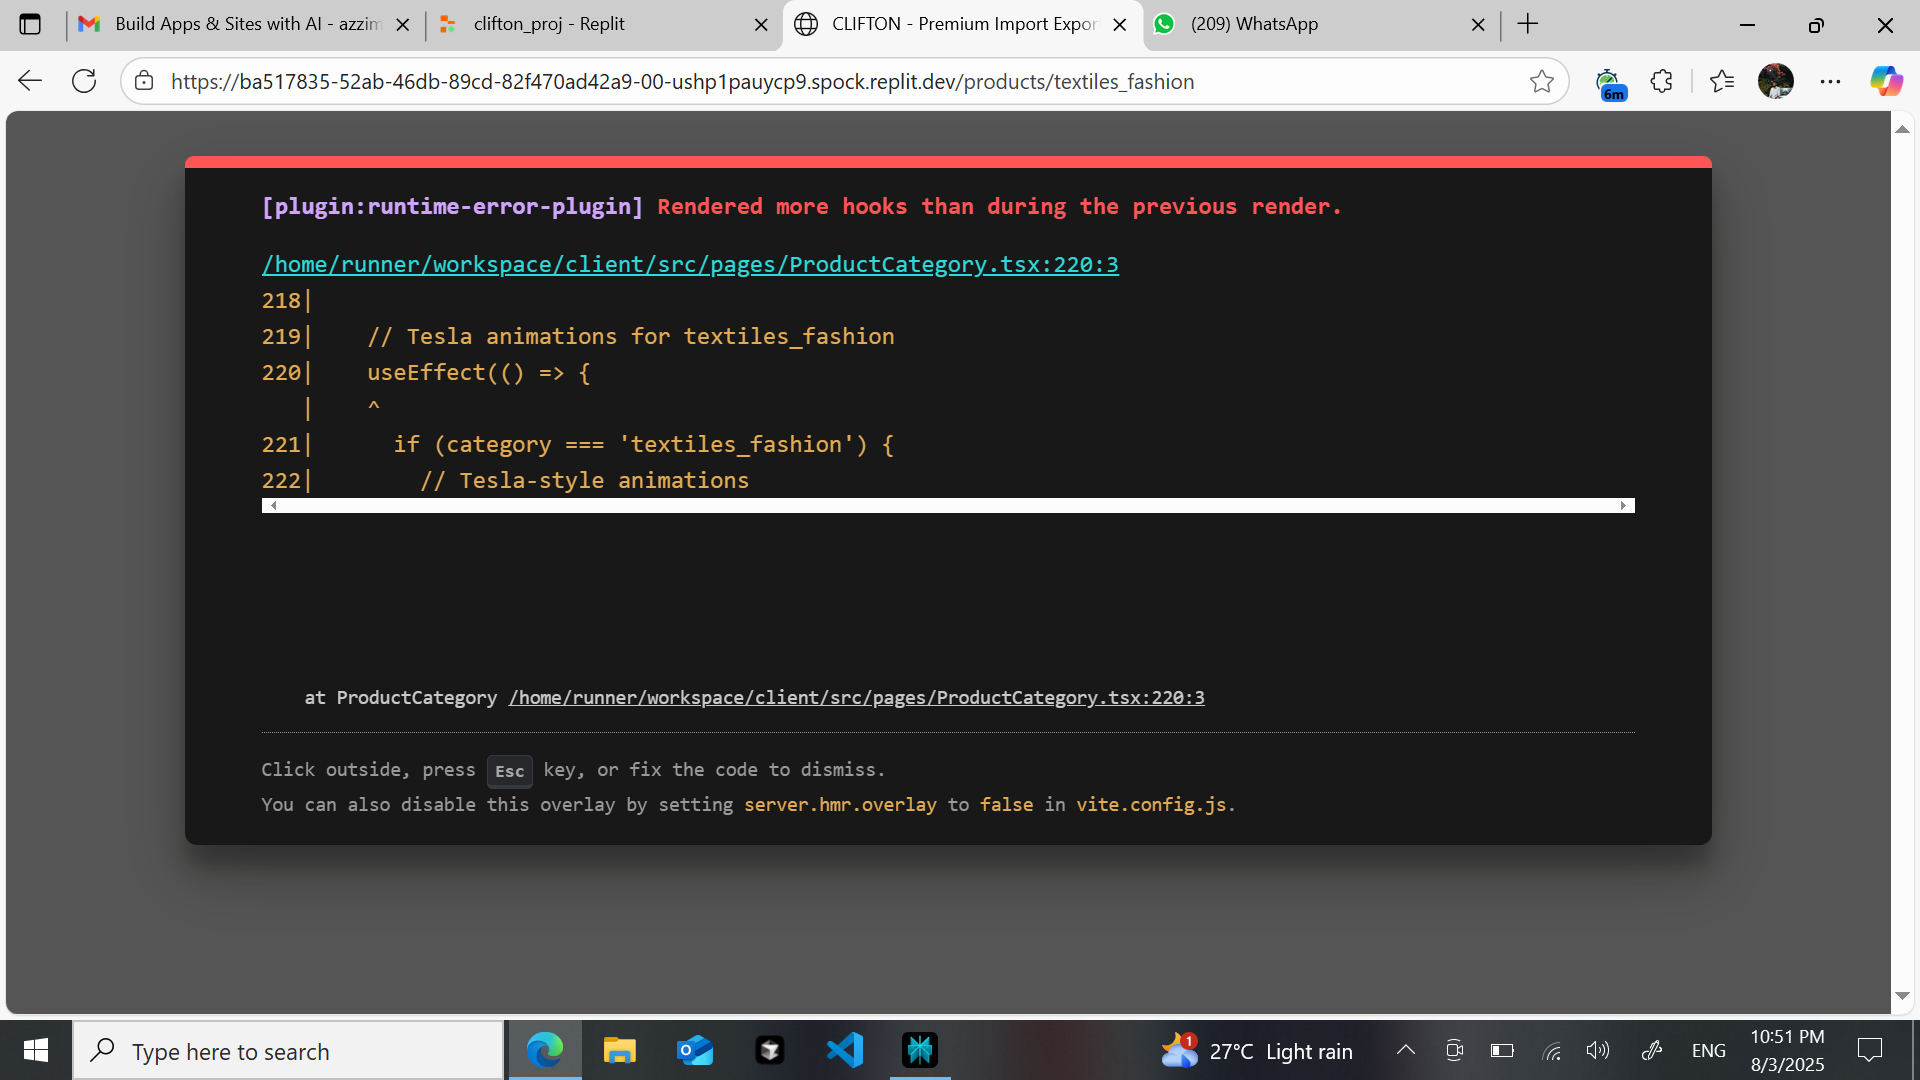 Build Apps & Sites with AI - azzim
clifton_proj - Replit
CLIFTON - Premium Import Expor
(209) WhatsApp
https://ba517835-52ab-46db-89cd-82f470ad42a9-00-ushp1pauycp9.spock.replit.dev/products/textiles_fashion
6m
[plugin:runtime-error-plugin] Rendered more hooks than during the previous render.
/home/runner/workspace/client/src/pages/ProductCategory.tsx:220:3
218|
219|    // Tesla animations for textiles_fashion
220|    useEffect(() => {
   |    ^
221|      if (category === 'textiles_fashion') {
222|        // Tesla-style animations
at ProductCategory /home/runner/workspace/client/src/pages/ProductCategory.tsx:220:3
Click outside, press Esc key, or fix the code to dismiss.
You can also disable this overlay by setting server.hmr.overlay to false in vite.config.js.
Type here to search
1
27°C Light rain
ENG
10:51 PM
8/3/2025